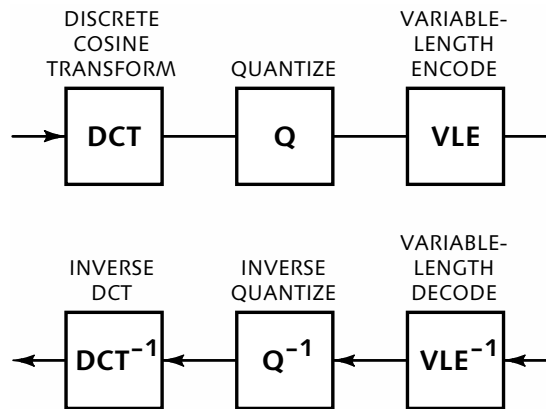 DISCRETE
COSINE
TRANSFORM
QUANTIZE
VARIABLE-
LENGTH
ENCODE
DCT
Q
VLE
INVERSE
DCT
INVERSE
QUANTIZE
VARIABLE-
LENGTH
DECODE
DCT⁻¹
Q⁻¹
VLE⁻¹